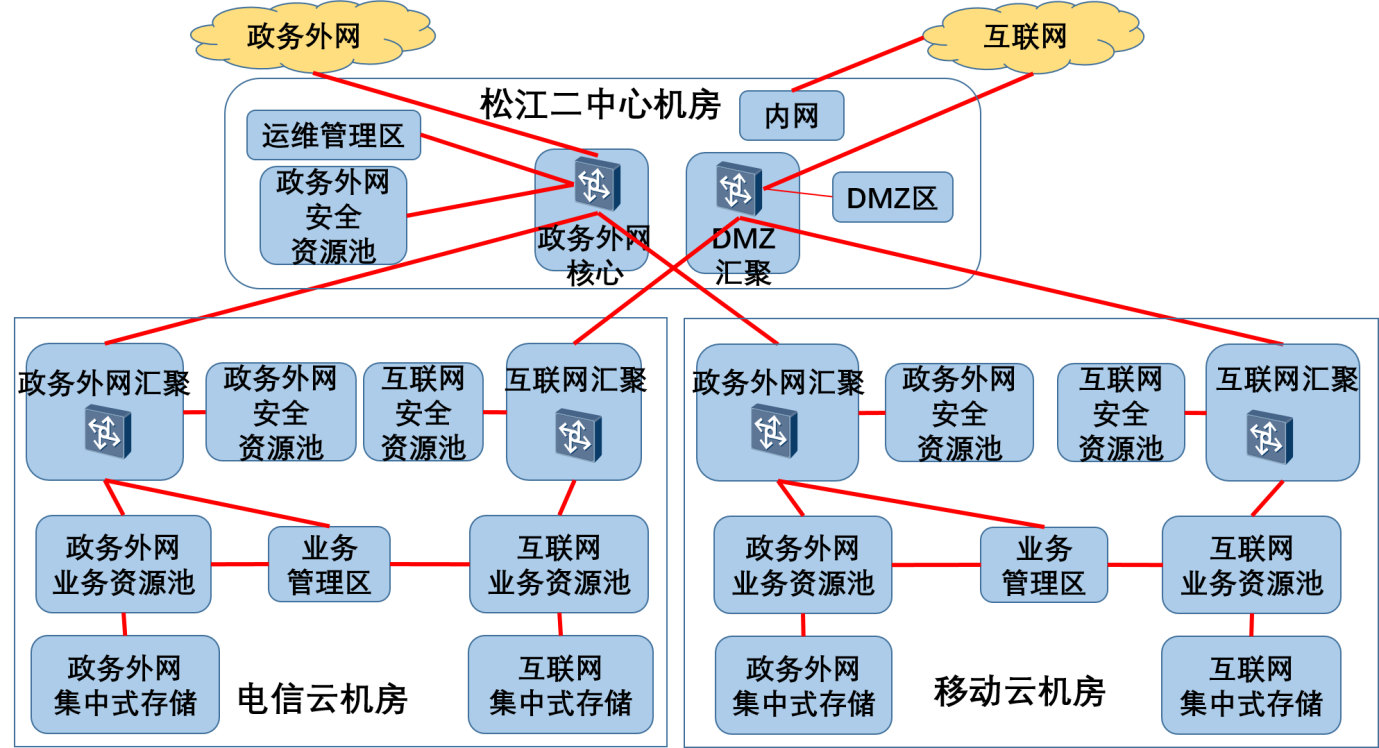 政务外网
互联网
松江二中心机房
内网
运维管理区
政务外网
安全
资源池
政务外网
核心
DMZ
汇聚
DMZ区
政务外网汇聚
政务外网
安全
资源池
互联网
安全
资源池
互联网汇聚
政务外网
业务资源池
业务
管理区
互联网
业务资源池
政务外网
集中式存储
电信云机房
互联网
集中式存储
政务外网汇聚
政务外网
安全
资源池
互联网
安全
资源池
互联网汇聚
政务外网
业务资源池
业务
管理区
互联网
业务资源池
政务外网
集中式存储
移动云机房
互联网
集中式存储